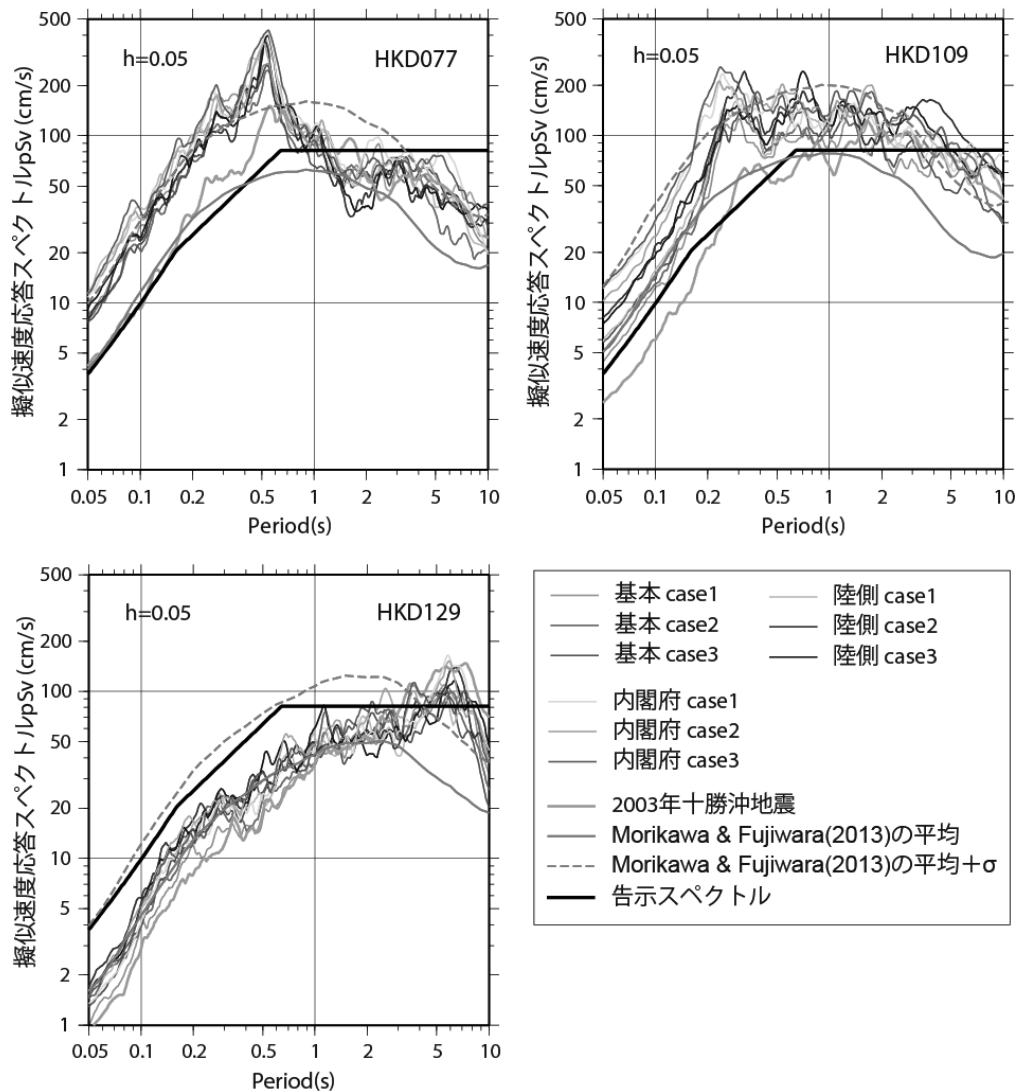 500
200
100
50
20
10
5
2
1
擬似速度応答スペクトルpSv (cm/s)
h=0.05
HKD077
0.05 0.1 0.2 0.5 1 2 5 10
Period(s)
500
200
100
50
20
10
5
2
1
擬似速度応答スペクトルpSv (cm/s)
h=0.05
HKD109
0.05 0.1 0.2 0.5 1 2 5 10
Period(s)
500
200
100
50
20
10
5
2
1
擬似速度応答スペクトルpSv (cm/s)
h=0.05
HKD129
0.05 0.1 0.2 0.5 1 2 5 10
Period(s)
基本 case1
基本 case2
基本 case3
陸側 case1
陸側 case2
陸側 case3
内閣府 case1
内閣府 case2
内閣府 case3
2003年十勝沖地震
Morikawa & Fujiwara(2013)の平均
Morikawa & Fujiwara(2013)の平均+σ
告示スペクトル